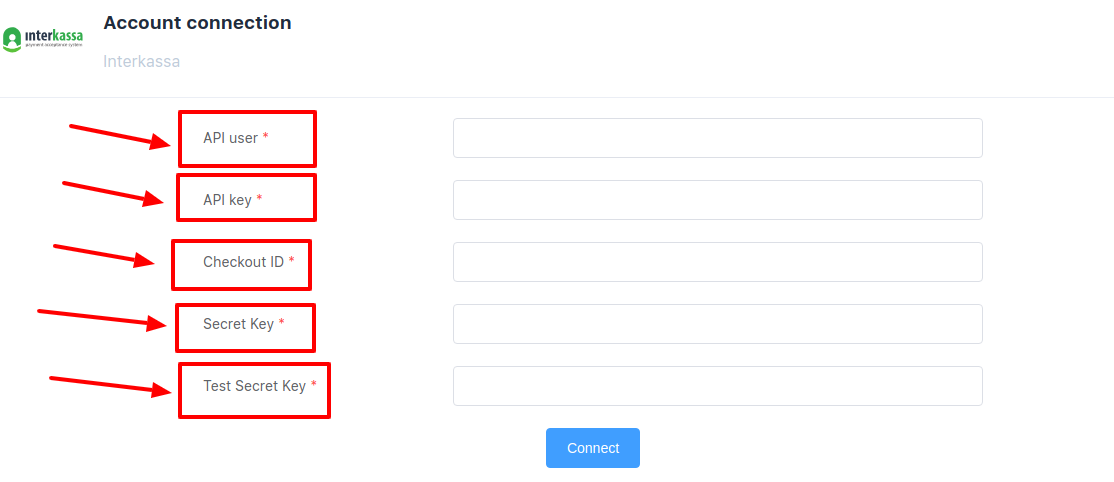 Account connection
interkassa
payment acceptance system
Interkassa
API user *
API key *
Checkout ID *
Secret Key *
Test Secret Key *
Connect